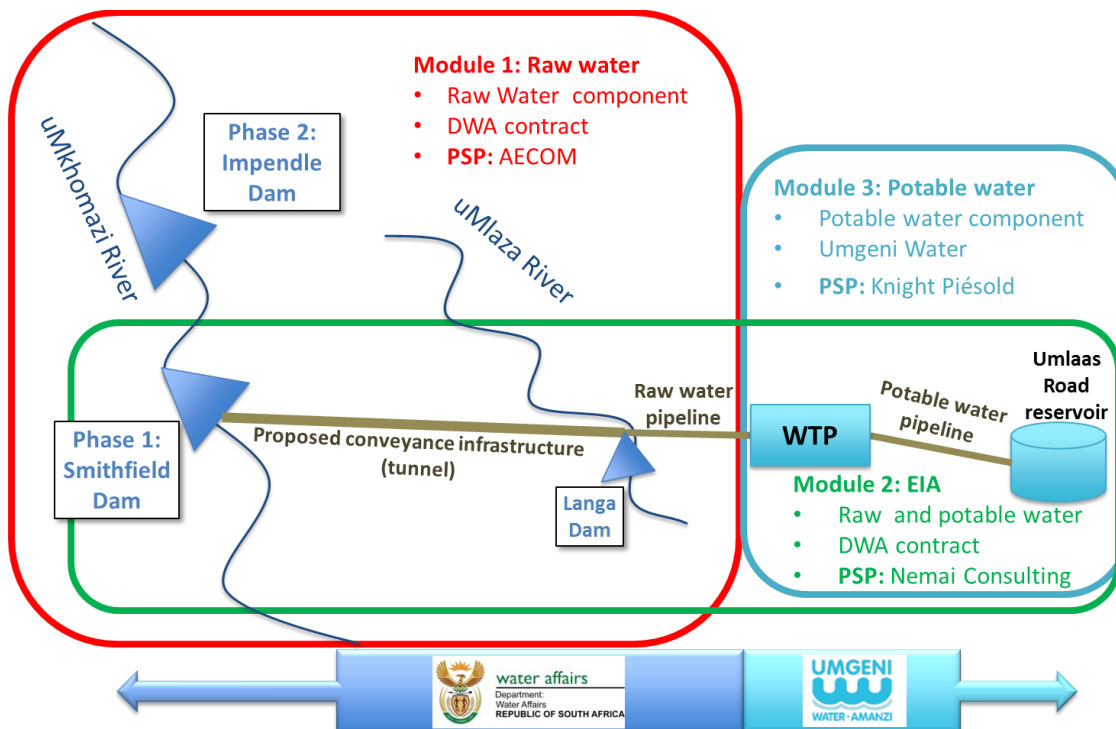 Module 1: Raw water
• Raw Water component
• DWA contract
• PSP: AECOM
uMkhomazi River
Phase 2:
Impendle
Dam
uMlaza River
Module 3: Potable water
• Potable water component
• Umgeni Water
• PSP: Knight Piésold
Phase 1:
Smithfield
Dam
Proposed conveyance infrastructure
(tunnel)
Langa
Dam
Raw water
pipeline
WTP
Potable water
pipeline
Umlaas
Road
reservoir
Module 2: EIA
• Raw and potable water
• DWA contract
• PSP: Nemai Consulting
water affairs
Department:
Water Affairs
REPUBLIC OF SOUTH AFRICA
UMGENI
WATER · AMANZI